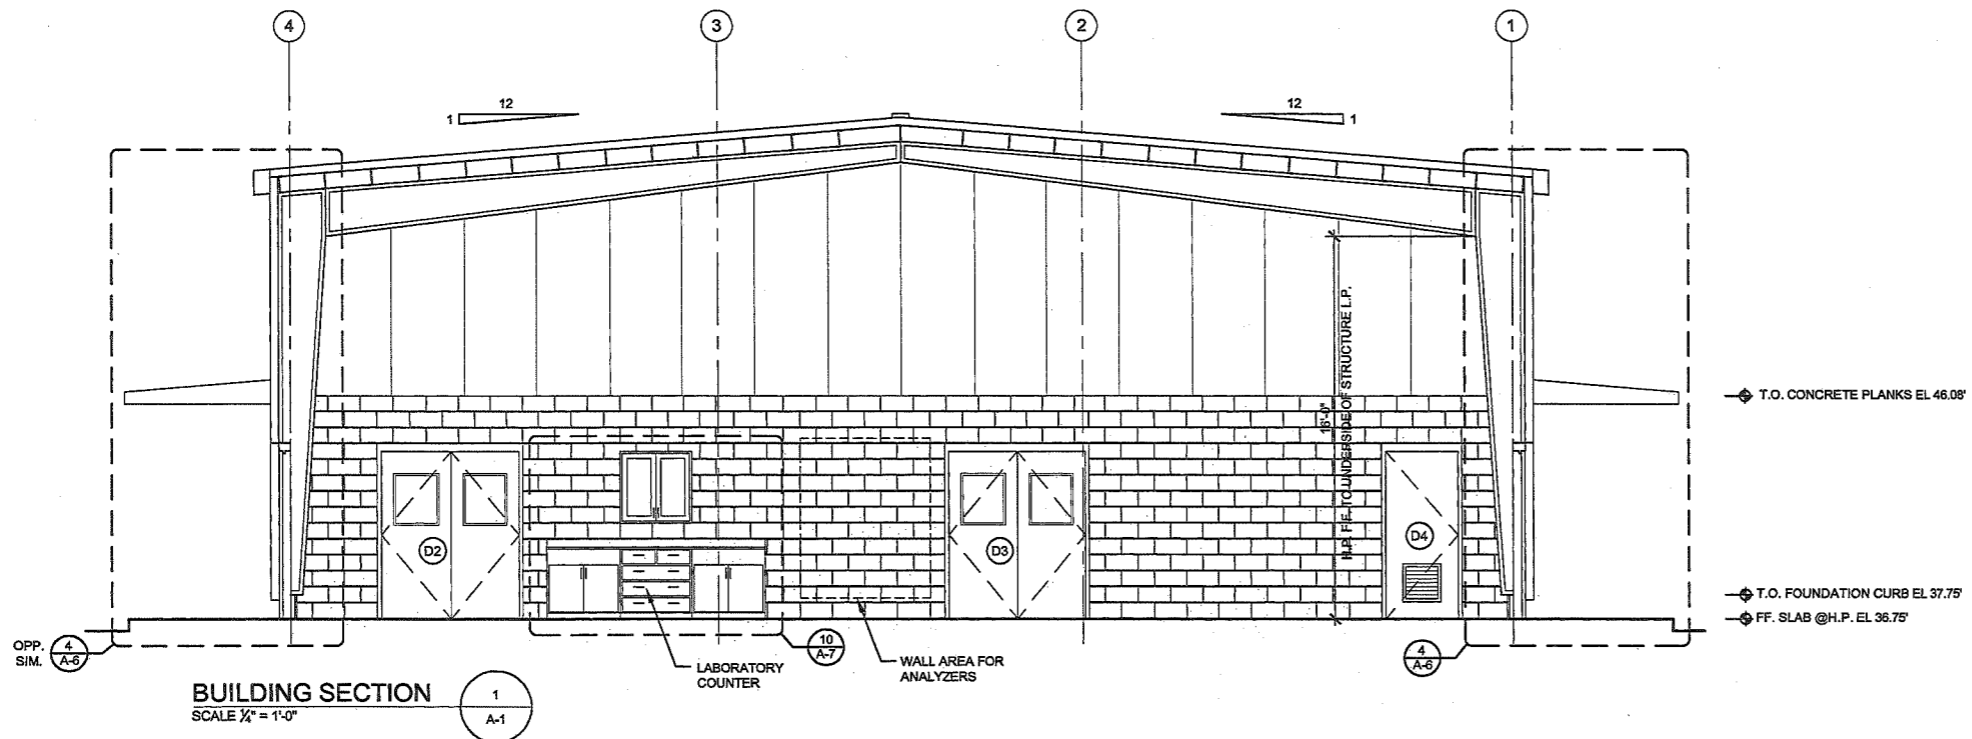 4
3
2
1
12
1
12
1
H.P. F.F. TO UNDERSIDE OF STRUCTURE L.P.
16'-0"
T.O. CONCRETE PLANKS EL 46.08'
D2
D3
D4
T.O. FOUNDATION CURB EL 37.75'
FF. SLAB @H.P. EL 36.75'
OPP.
SIM.
4
A-6
10
A-7
LABORATORY
COUNTER
WALL AREA FOR
ANALYZERS
4
A-6
BUILDING SECTION
SCALE ¼" = 1'-0"
1
A-1